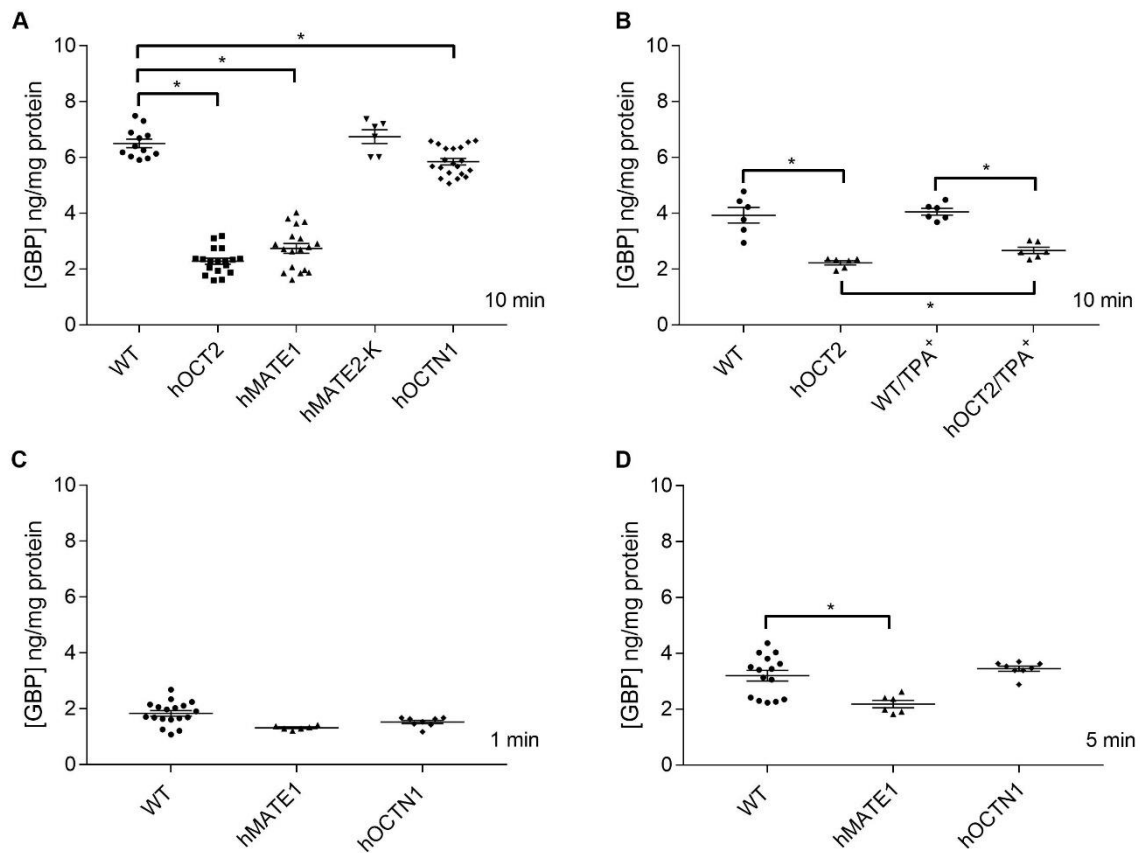 A
[GBP] ng/mg protein
10
8
6
4
2
0
*
*
*
10 min
WT
hOCT2
hMATE1
hMATE2-K
hOCTN1
B
[GBP] ng/mg protein
10
8
6
4
2
0
*
*
*
10 min
WT
hOCT2
WT/TPA⁺
hOCT2/TPA⁺
C
[GBP] ng/mg protein
10
8
6
4
2
0
1 min
WT
hMATE1
hOCTN1
D
[GBP] ng/mg protein
10
8
6
4
2
0
*
5 min
WT
hMATE1
hOCTN1